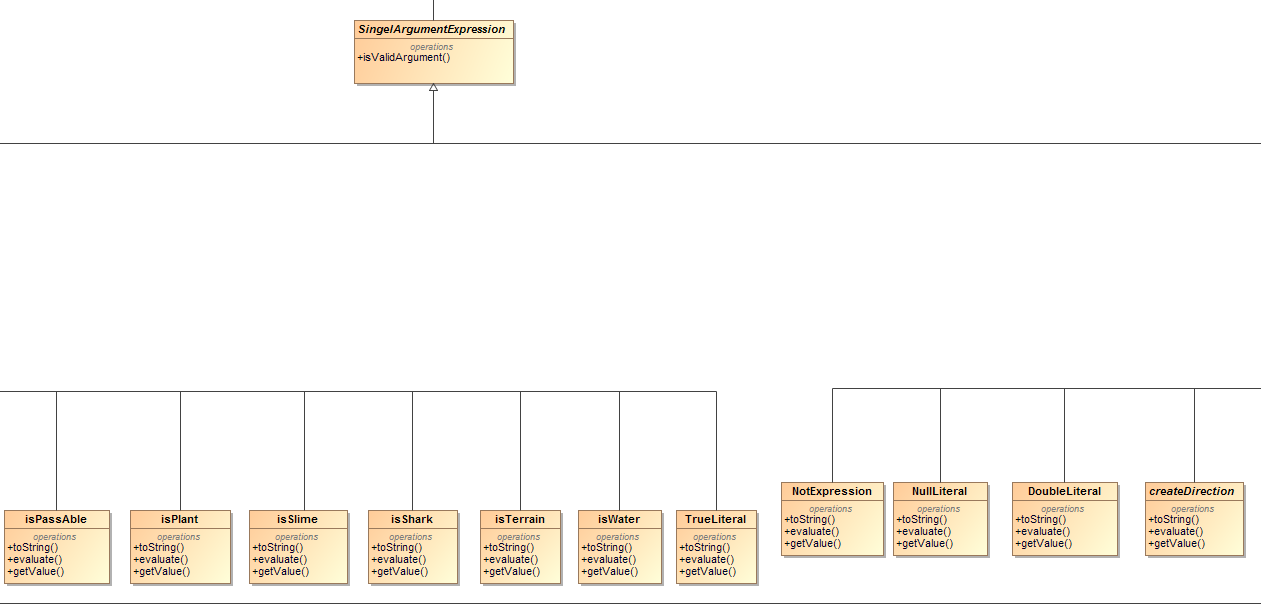 SingelArgumentExpression
operations
+isValidArgument()
isPassAble
operations
+toString()
+evaluate()
+getValue()
isPlant
operations
+toString()
+evaluate()
+getValue()
isSlime
operations
+toString()
+evaluate()
+getValue()
isShark
operations
+toString()
+evaluate()
+getValue()
isTerrain
operations
+toString()
+evaluate()
+getValue()
isWater
operations
+toString()
+evaluate()
+getValue()
TrueLiteral
operations
+toString()
+evaluate()
+getValue()
NotExpression
operations
+toString()
+evaluate()
+getValue()
NullLiteral
operations
+toString()
+evaluate()
+getValue()
DoubleLiteral
operations
+toString()
+evaluate()
+getValue()
createDirection
operations
+toString()
+evaluate()
+getValue()